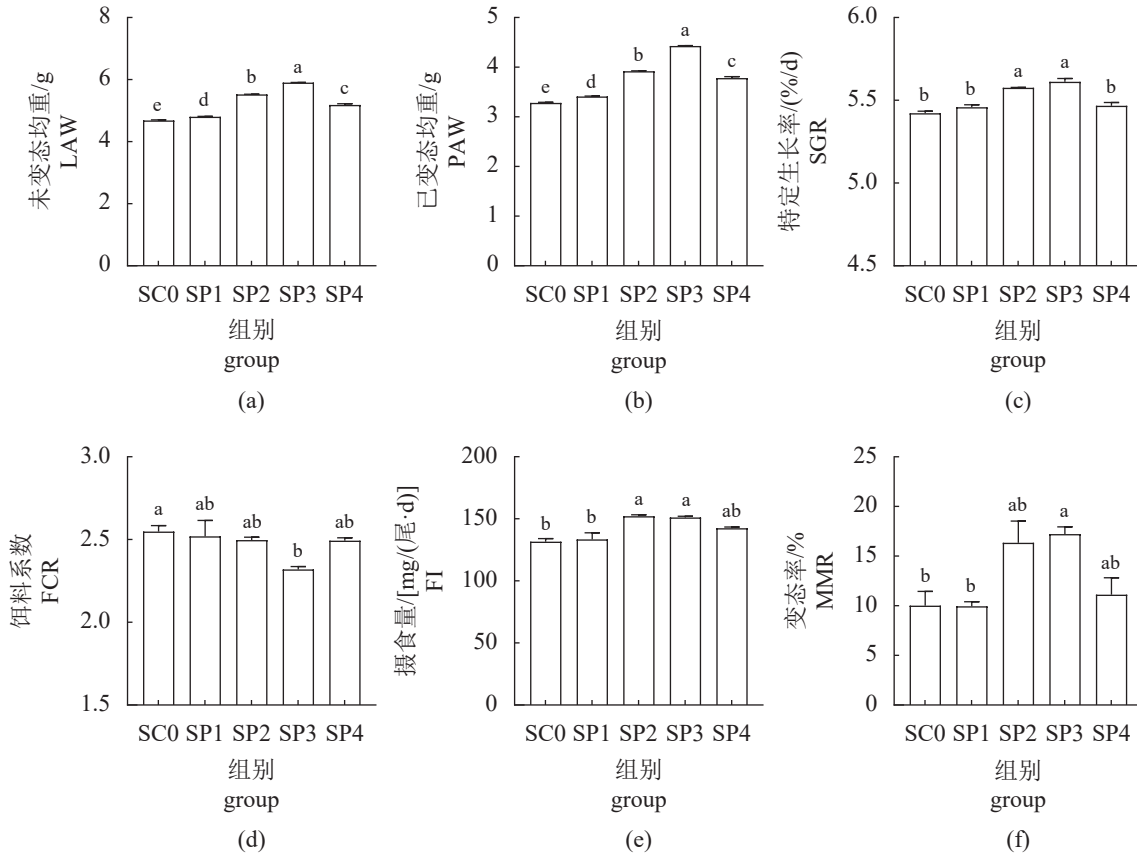 未变态均重/g
LAW
8
6
4
2
0
e
d
b
a
c
SC0 SP1 SP2 SP3 SP4
组别
group
(a)
已变态均重/g
PAW
5
4
3
2
1
0
e
d
b
a
c
SC0 SP1 SP2 SP3 SP4
组别
group
(b)
特定生长率/(%/d)
SGR
6.0
5.5
5.0
4.5
b
b
a
a
b
SC0 SP1 SP2 SP3 SP4
组别
group
(c)
饵料系数
FCR
3.0
2.5
2.0
1.5
a
ab
ab
b
ab
SC0 SP1 SP2 SP3 SP4
组别
group
(d)
摄食量/[mg/(尾·d)]
FI
200
150
100
50
0
b
b
a
a
ab
SC0 SP1 SP2 SP3 SP4
组别
group
(e)
变态率/%
MMR
25
20
15
10
5
0
b
b
ab
a
ab
SC0 SP1 SP2 SP3 SP4
组别
group
(f)